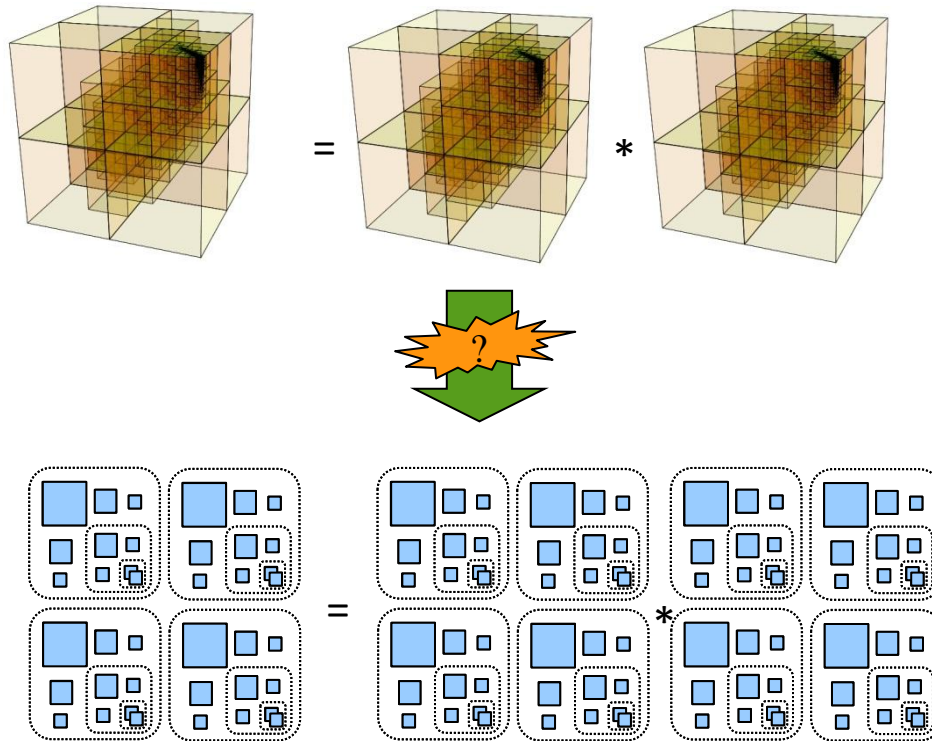 = *
?
= *